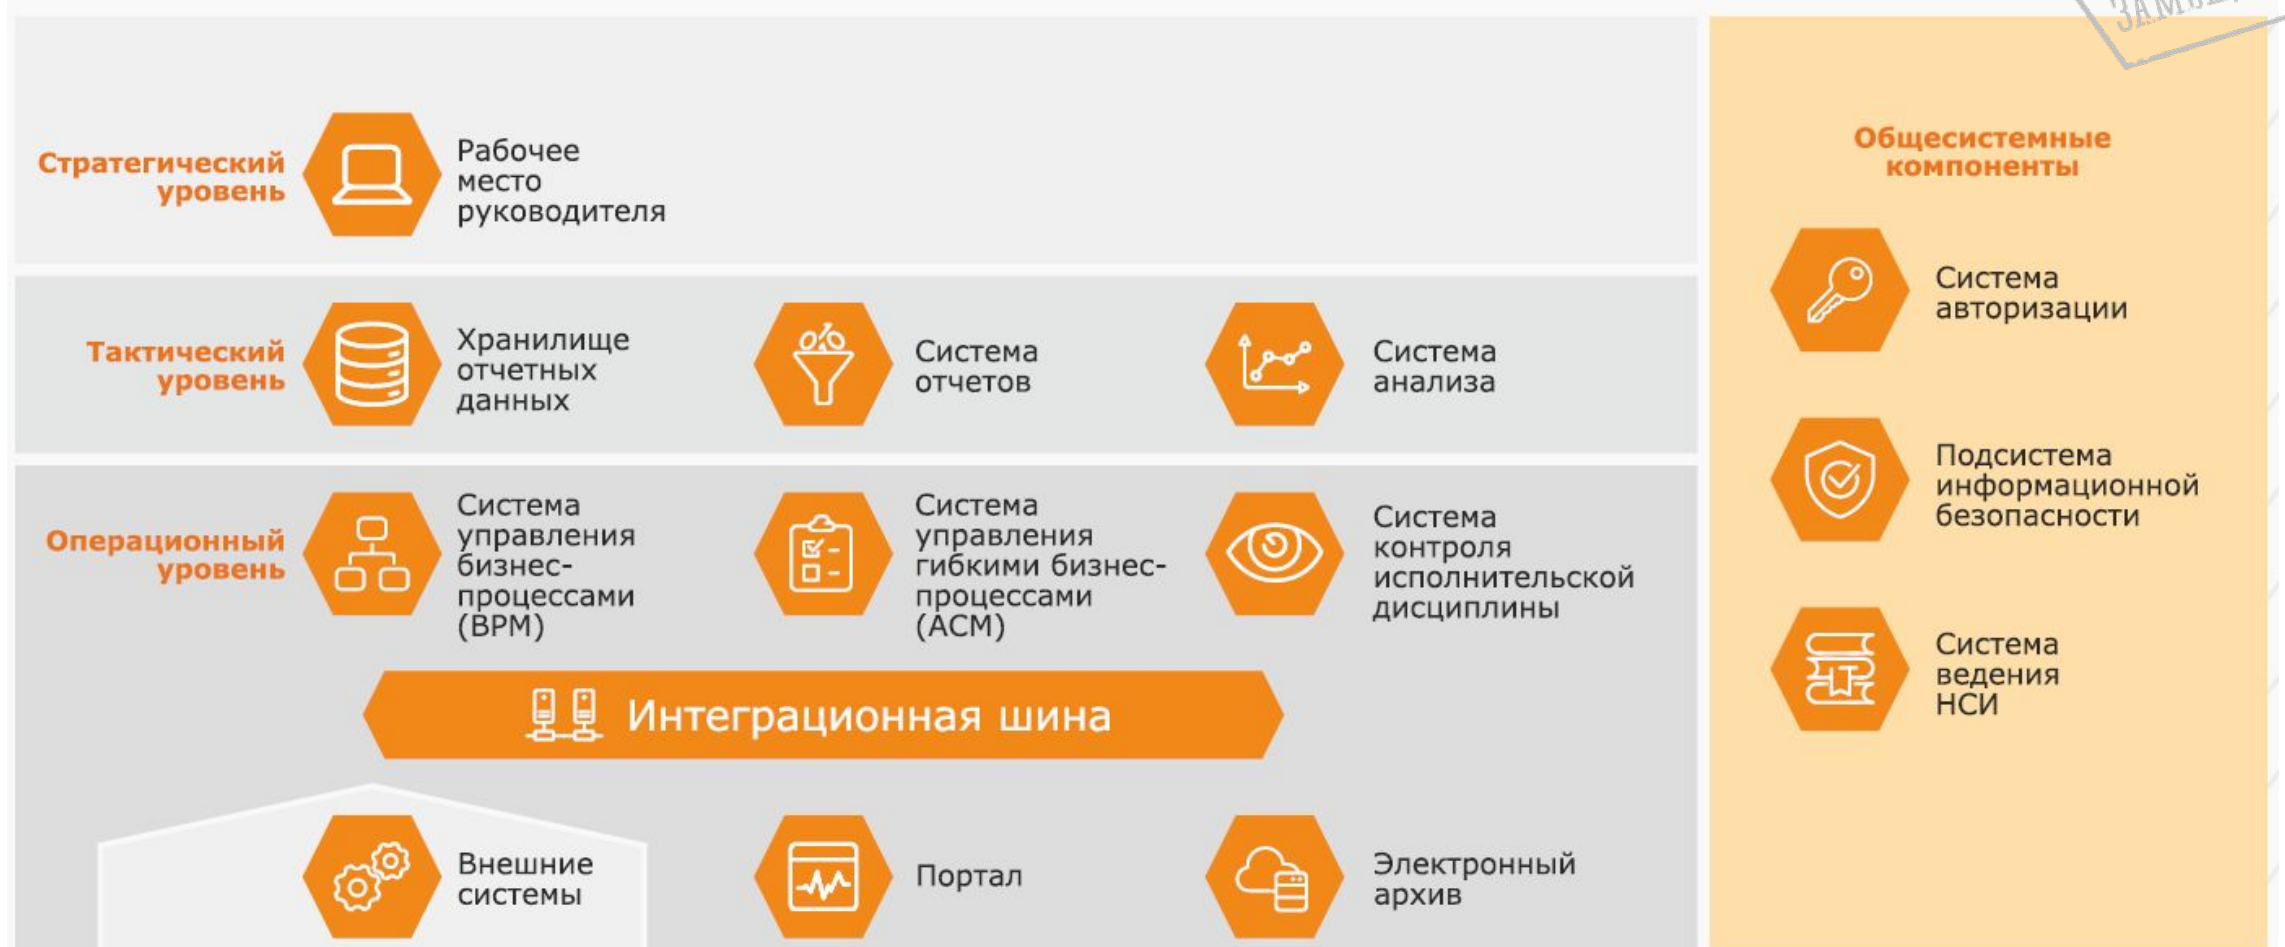 Стратегический
уровень
Рабочее
место
руководителя
Тактический
уровень
Хранилище
отчетных
данных
Система
отчетов
Система
анализа
Операционный
уровень
Система
управления
бизнес-
процессами
(BPM)
Система
управления
гибкими бизнес-
процессами
(ACM)
Система
контроля
исполнительской
дисциплины
Интеграционная шина
Внешние
системы
Портал
Электронный
архив
Общесистемные
компоненты
Система
авторизации
Подсистема
информационной
безопасности
Система
ведения
НСИ